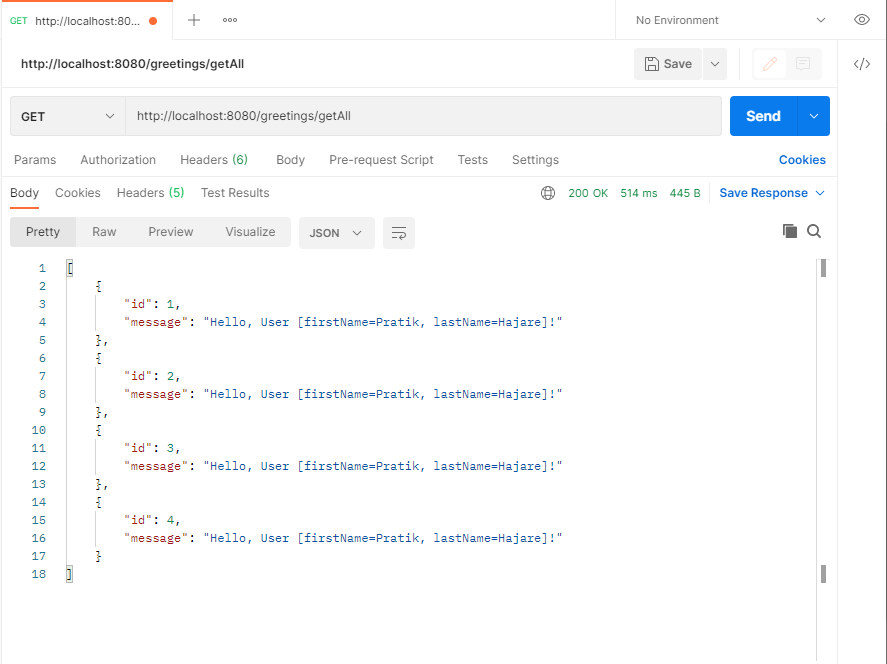 GET http://localhost:80... No Environment
http://localhost:8080/greetings/getAll Save
GET http://localhost:8080/greetings/getAll Send
Params Authorization Headers (6) Body Pre-request Script Tests Settings Cookies
Body Cookies Headers (5) Test Results 200 OK 514 ms 445 B Save Response
Pretty Raw Preview Visualize JSON
1 [
2 {
3 "id": 1,
4 "message": "Hello, User [firstName=Pratik, lastName=Hajare]!"
5 },
6 {
7 "id": 2,
8 "message": "Hello, User [firstName=Pratik, lastName=Hajare]!"
9 },
10 {
11 "id": 3,
12 "message": "Hello, User [firstName=Pratik, lastName=Hajare]!"
13 },
14 {
15 "id": 4,
16 "message": "Hello, User [firstName=Pratik, lastName=Hajare]!"
17 }
18 ]